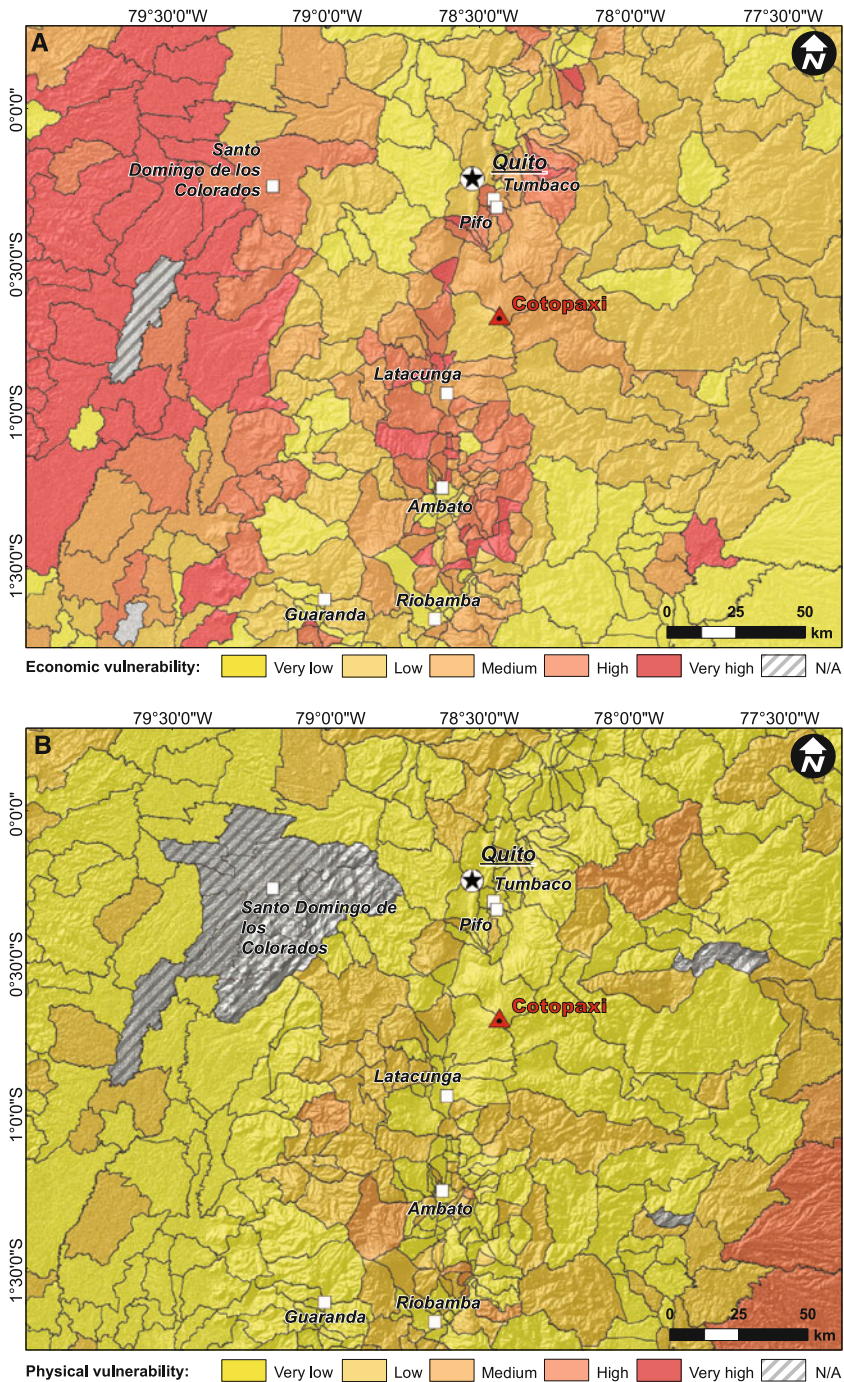 79°30'0"W 79°0'0"W 78°30'0"W 78°0'0"W 77°30'0"W
A
N
0°0'0"
0°30'0"S
1°0'0"S
1°30'0"S
Santo
Domingo de los
Colorados
Quito
Tumbaco
Pifo
Cotopaxi
Latacunga
Ambato
Riobamba
Guaranda
0 25 50
km
Economic vulnerability: Very low Low Medium High Very high N/A
79°30'0"W 79°0'0"W 78°30'0"W 78°0'0"W 77°30'0"W
B
N
0°0'0"
0°30'0"S
1°0'0"S
1°30'0"S
Quito
Tumbaco
Santo Domingo de
los
Colorados
Pifo
Cotopaxi
Latacunga
Ambato
Riobamba
Guaranda
0 25 50
km
Physical vulnerability: Very low Low Medium High Very high N/A